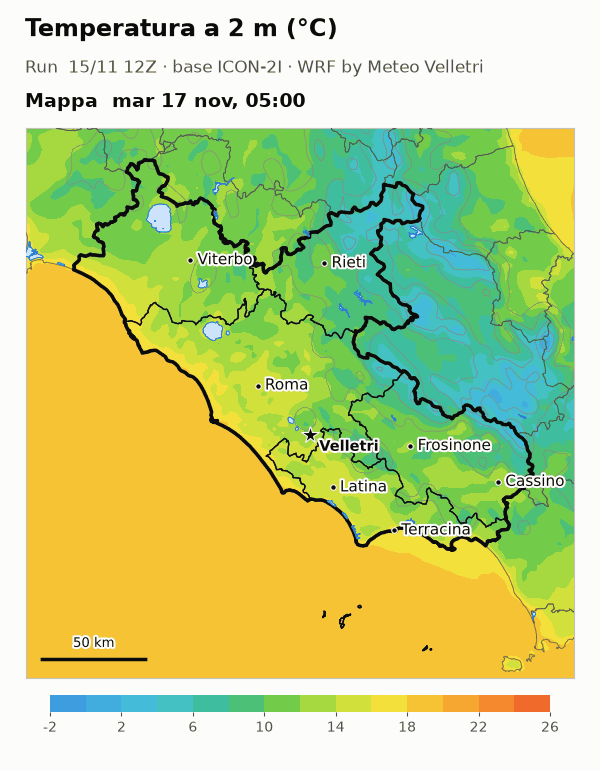 Temperatura a 2 m (°C)
Run  15/11 12Z · base ICON-2I · WRF by Meteo Velletri
Mappa  mar 17 nov, 05:00
Viterbo
Rieti
Roma
Velletri
Frosinone
Latina
Cassino
Terracina
50 km
-2 2 6 10 14 18 22 26